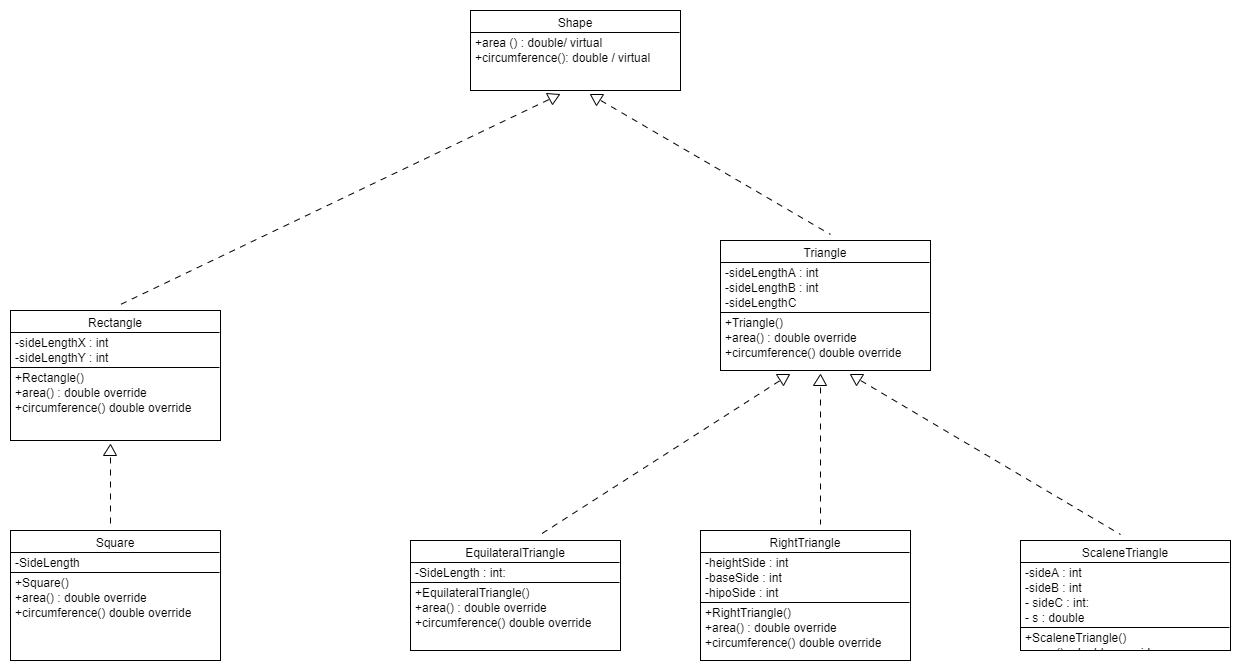 Shape
+area () : double/ virtual
+circumference(): double / virtual
Triangle
-sideLengthA : int
-sideLengthB : int
-sideLengthC
+Triangle()
+area() : double override
+circumference() double override
Rectangle
-sideLengthX : int
-sideLengthY : int
+Rectangle()
+area() : double override
+circumference() double override
Square
-SideLength
+Square()
+area() : double override
+circumference() double override
EquilateralTriangle
-SideLength : int:
+EquilateralTriangle()
+area() : double override
+circumference() double override
RightTriangle
-heightSide : int
-baseSide : int
-hipoSide : int
+RightTriangle()
+area() : double override
+circumference() double override
ScaleneTriangle
-sideA : int
-sideB : int
- sideC : int:
- s : double
+ScaleneTriangle()